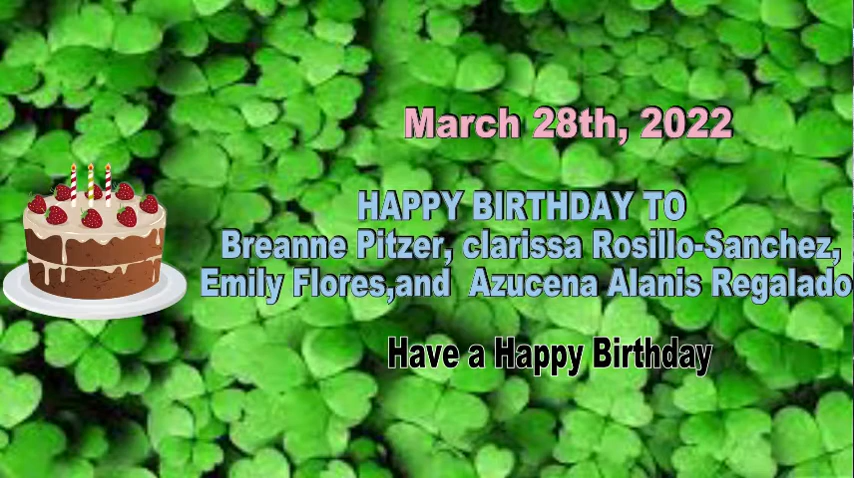 March 28th, 2022
HAPPY BIRTHDAY TO
Breanne Pitzer, clarissa Rosillo-Sanchez,
Emily Flores,and  Azucena Alanis Regalado
Have a Happy Birthday